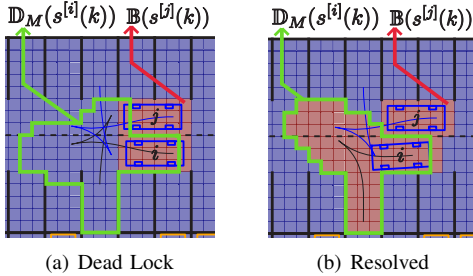 𝔻_M(s^{[i]}(k)) 𝔹(s^{[j]}(k)) 𝔻_M(s^{[i]}(k)) 𝔹(s^{[j]}(k))
j j
i i
(a) Dead Lock (b) Resolved